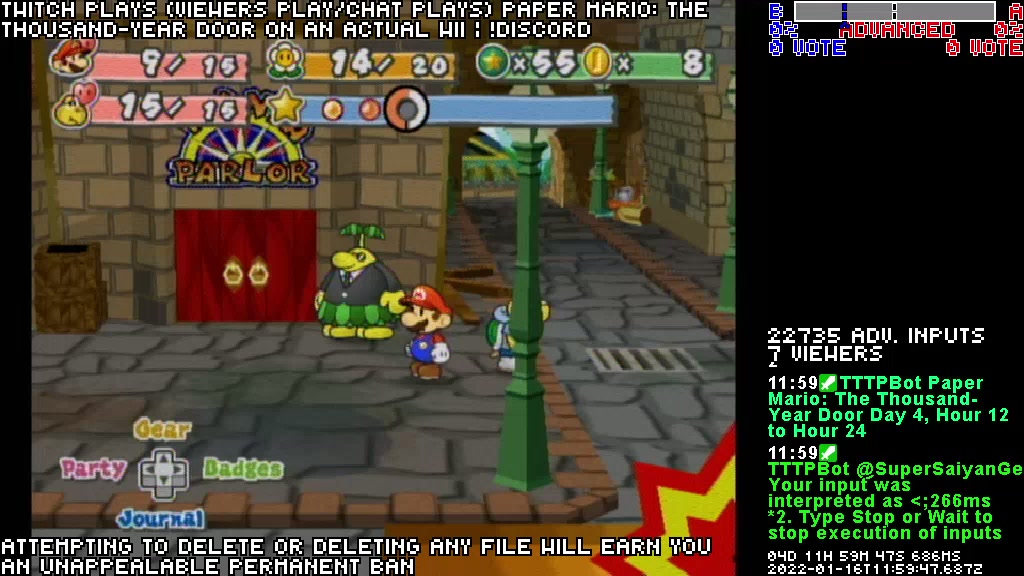 TWITCH PLAYS (VIEWERS PLAY/CHAT PLAYS) PAPER MARIO: THE
THOUSAND-YEAR DOOR ON AN ACTUAL WII | !DISCORD
B A
0% ADVANCED 0%
0 VOTE 0 VOTE
9/ 15 14/ 20 ×55 × 8
15/ 15
PARLOR
Gear
Party Badges
Journal
22735 ADV. INPUTS
7 VIEWERS
11:59 TTTPBot Paper
Mario: The Thousand-
Year Door Day 4, Hour 12
to Hour 24
11:59
TTTPBot @SuperSaiyanGe
Your input was
interpreted as <;266ms
*2. Type Stop or Wait to
stop execution of inputs
04D 11H 59M 47S 686MS
2022-01-16T11:59:47.687Z
ATTEMPTING TO DELETE OR DELETING ANY FILE WILL EARN YOU
AN UNAPPEALABLE PERMANENT BAN